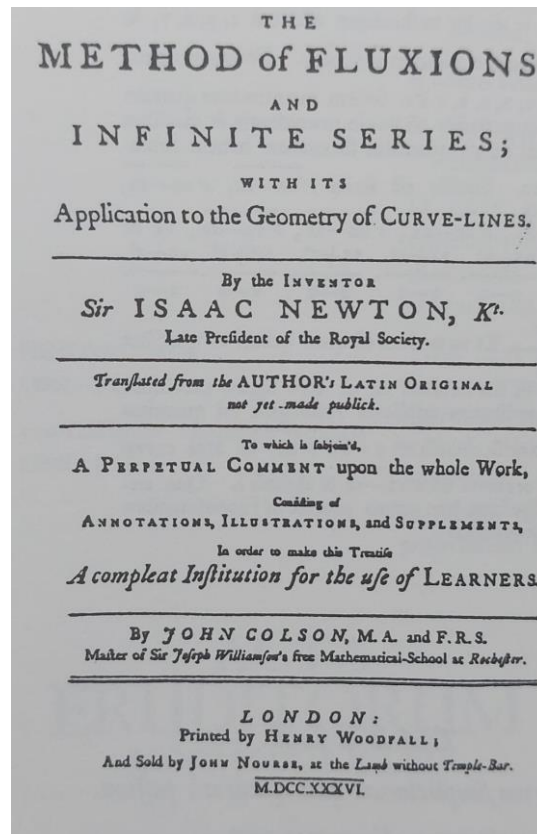 THE
METHOD of FLUXIONS
AND
INFINITE SERIES;
WITH ITS
Application to the Geometry of CURVE-LINES.
By the INVENTOR
Sir ISAAC NEWTON, Kt.
Late Preſident of the Royal Society.
Tranſlated from the AUTHOR's LATIN ORIGINAL
not yet made publick.
To which is ſubjoin'd,
A PERPETUAL COMMENT upon the whole Work,
Conſiſting of
ANNOTATIONS, ILLUSTRATIONS, and SUPPLEMENTS,
In order to make this Treatiſe
A compleat Inſtitution for the uſe of LEARNERS
By JOHN COLSON, M.A. and F.R.S.
Maſter of Sir Joſeph Williamſon's free Mathematical-School at Rocheſter.
LONDON:
Printed by HENRY WOODFALL;
And Sold by JOHN NOURSE, at the Lamb without Temple-Bar.
M.DCC.XXXVI.